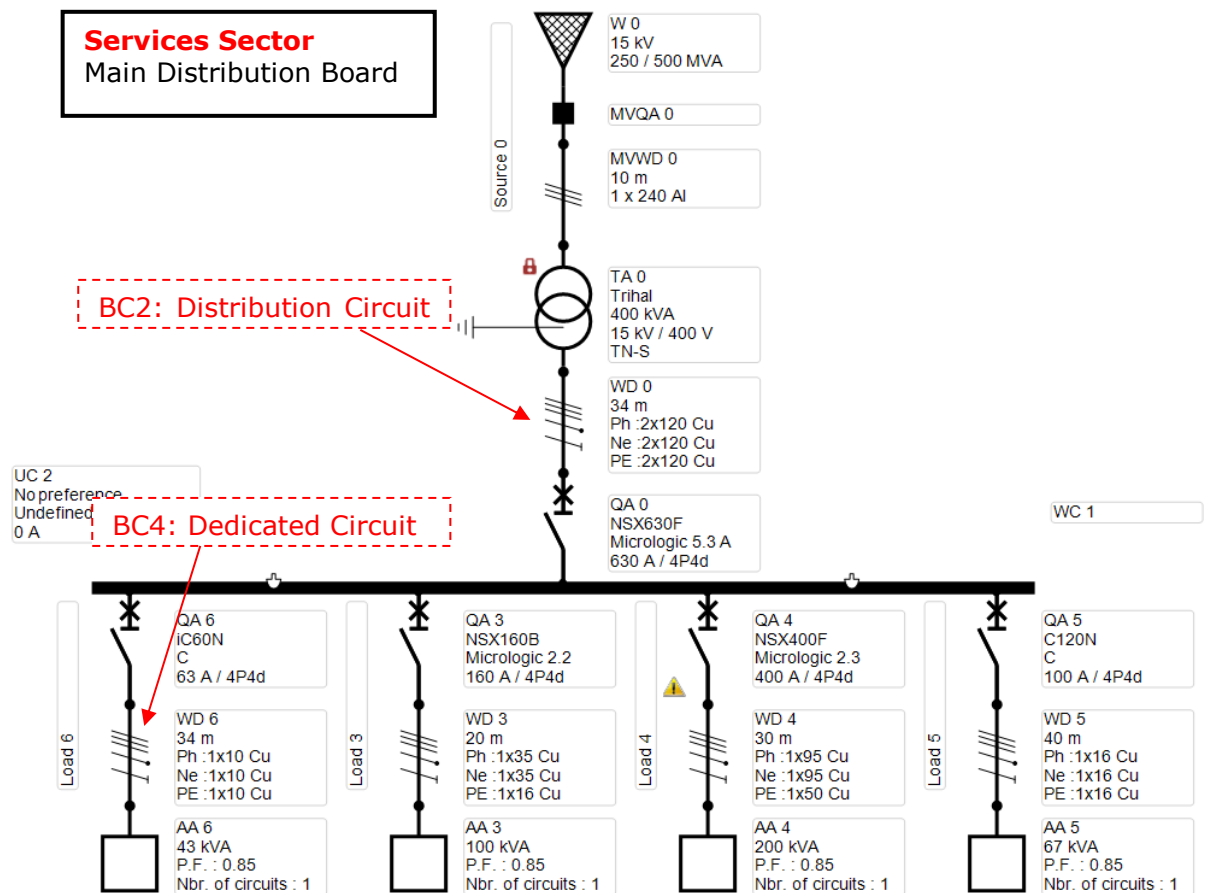 Services Sector
Main Distribution Board
W 0
15 kV
250 / 500 MVA
MVQA 0
Source 0
MVWD 0
10 m
1 x 240 Al
TA 0
Trihal
400 kVA
15 kV / 400 V
TN-S
BC2: Distribution Circuit
WD 0
34 m
Ph :2x120 Cu
Ne :2x120 Cu
PE :2x120 Cu
UC 2
No preference
Undefined
0 A
BC4: Dedicated Circuit
QA 0
NSX630F
Micrologic 5.3 A
630 A / 4P4d
WC 1
Load 6
QA 6
iC60N
C
63 A / 4P4d
WD 6
34 m
Ph :1x10 Cu
Ne :1x10 Cu
PE :1x10 Cu
AA 6
43 kVA
P.F. : 0.85
Nbr. of circuits : 1
Load 3
QA 3
NSX160B
Micrologic 2.2
160 A / 4P4d
WD 3
20 m
Ph :1x35 Cu
Ne :1x35 Cu
PE :1x16 Cu
AA 3
100 kVA
P.F. : 0.85
Nbr. of circuits : 1
Load 4
QA 4
NSX400F
Micrologic 2.3
400 A / 4P4d
WD 4
30 m
Ph :1x95 Cu
Ne :1x95 Cu
PE :1x50 Cu
AA 4
200 kVA
P.F. : 0.85
Nbr. of circuits : 1
Load 5
QA 5
C120N
C
100 A / 4P4d
WD 5
40 m
Ph :1x16 Cu
Ne :1x16 Cu
PE :1x16 Cu
AA 5
67 kVA
P.F. : 0.85
Nbr. of circuits : 1